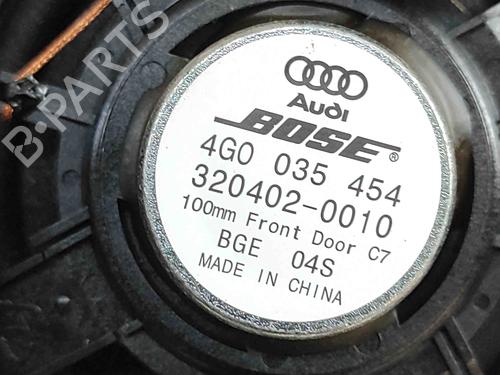 B-PARTS
Audi
BOSE®
4G0 035 454
320402-0010
100mm Front Door C7
BGE 04S
MADE IN CHINA